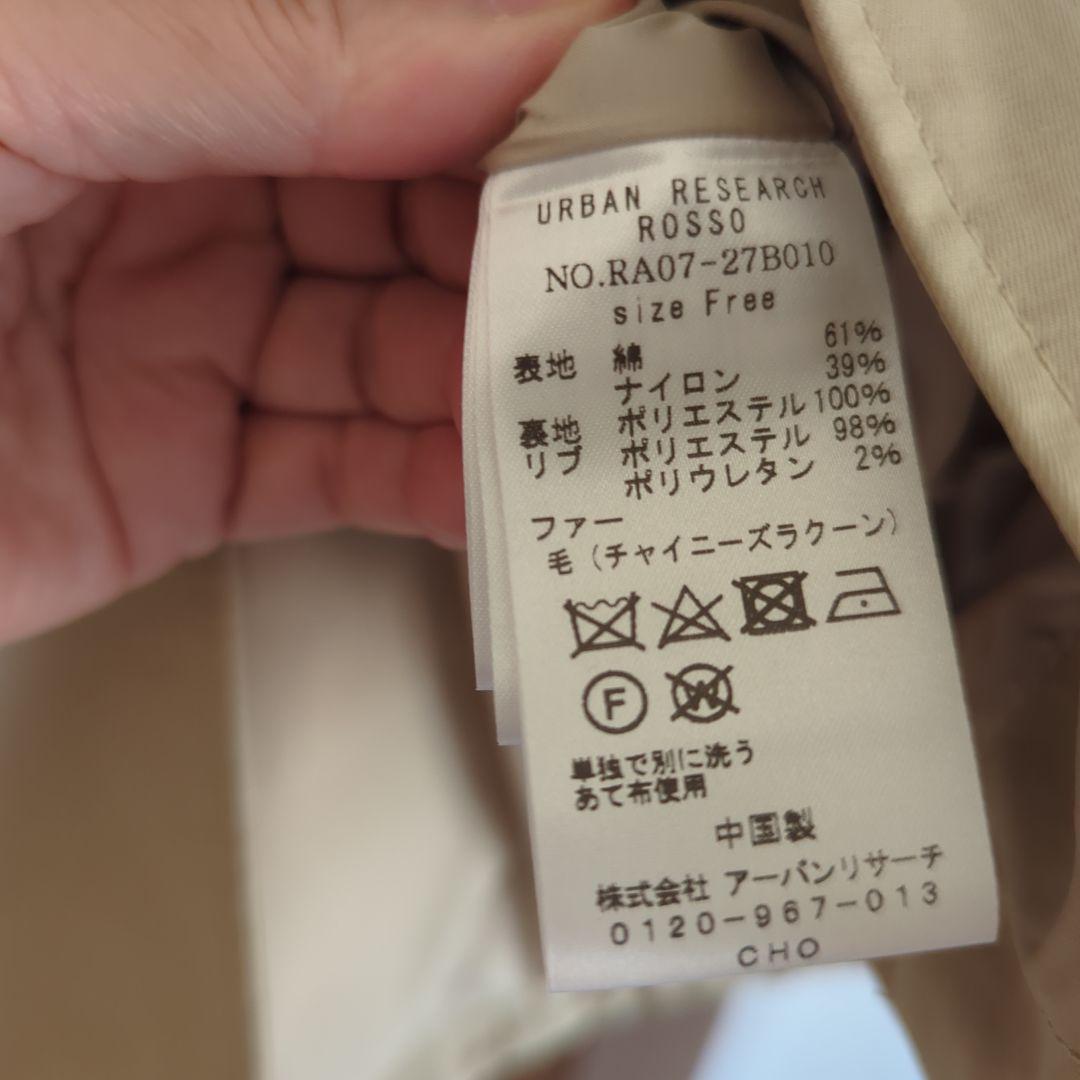 URBAN RESEARCH
ROSSO
NO.RA07-27B010
size Free
表地 綿 61%
ナイロン 39%
裏地 ポリエステル 100%
リブ ポリエステル 98%
ポリウレタン 2%
ファー
毛(チャイニーズラクーン)
F W
単独で別に洗う
あて布使用
中国製
株式会社 アーバンリサーチ
0120-967-013
CHO